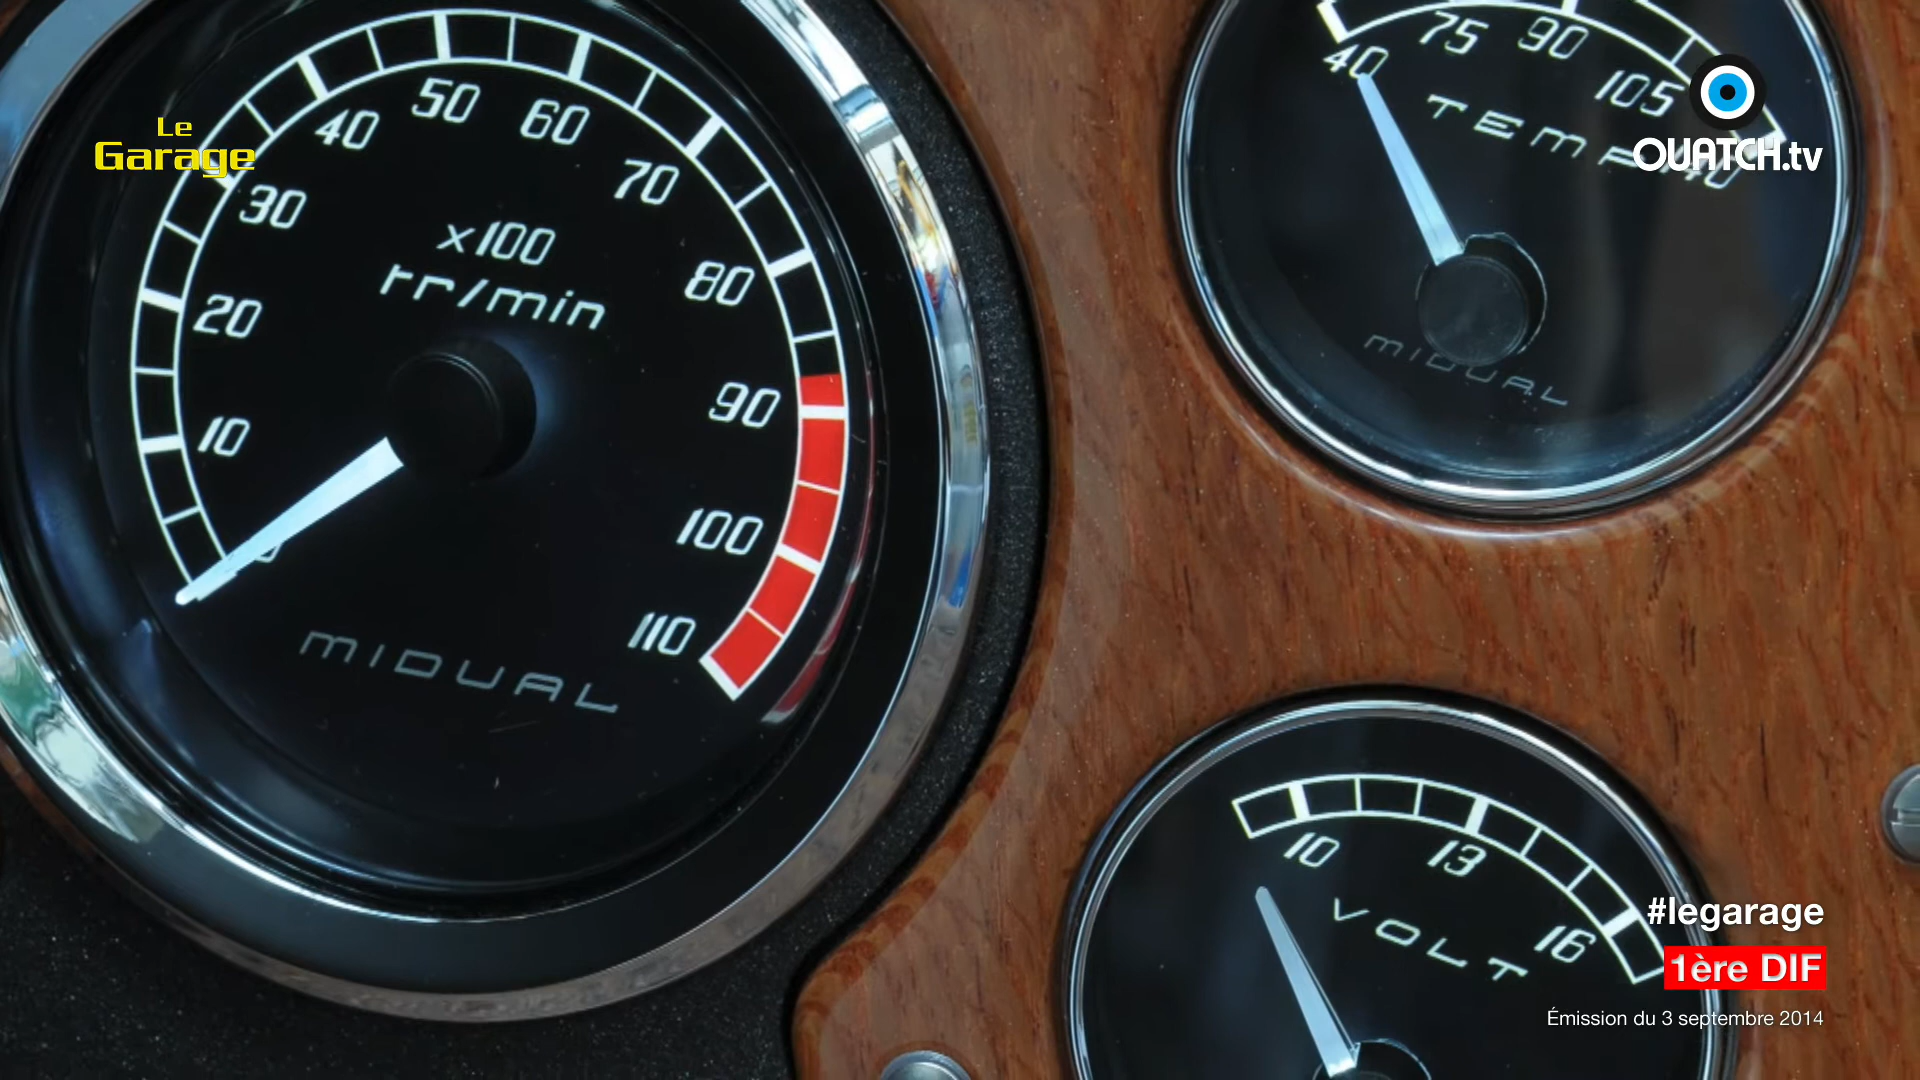 Le
Garage
10
20
30
40
50
60
70
80
90
100
110
x100
tr/min
MIDUAL
40
75
90
105
TEMP
140
MIDUAL
OUATCH.tv
10
13
16
VOLT
#legarage
1ère DIF
Émission du 3 septembre 2014